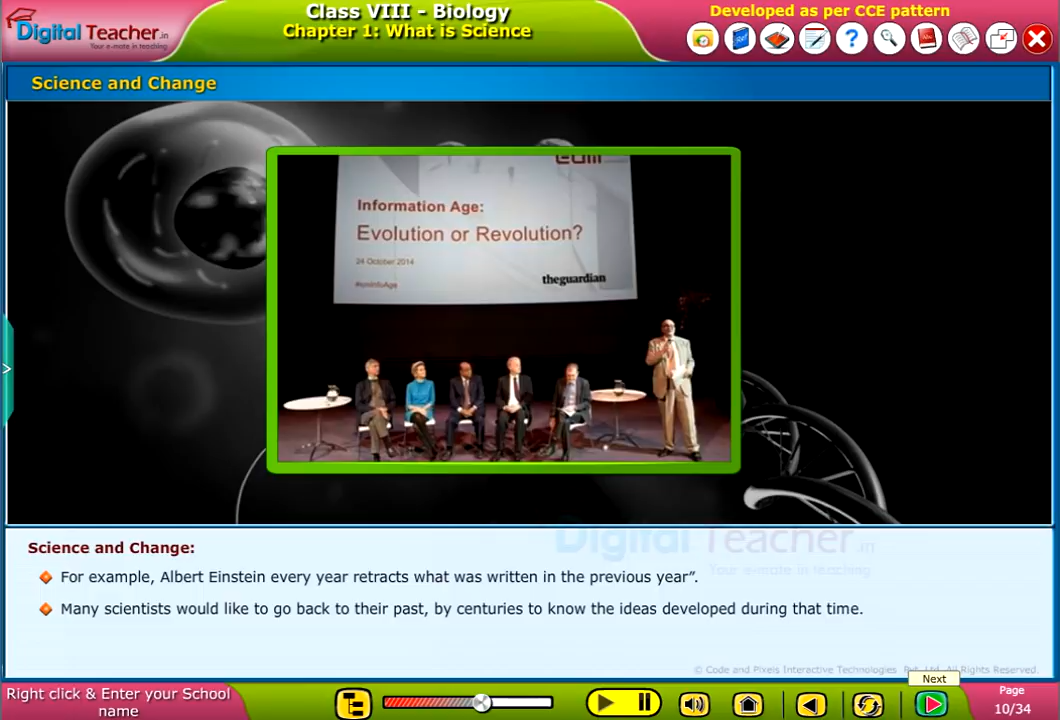 Digital Teacher.in
Your e-mate in teaching
Class VIII - Biology
Chapter 1: What is Science
Developed as per CCE pattern
Science and Change
Information Age:
Evolution or Revolution?
24 October 2014
theguardian
Science and Change:
For example, Albert Einstein every year retracts what was written in the previous year”.
Many scientists would like to go back to their past, by centuries to know the ideas developed during that time.
Digital Teacher.in
Your e-mate in teaching
© Code and Pixels Interactive Technologies Pvt. Ltd. All Rights Reserved.
Next
Right click & Enter your School
name
Page
10/34